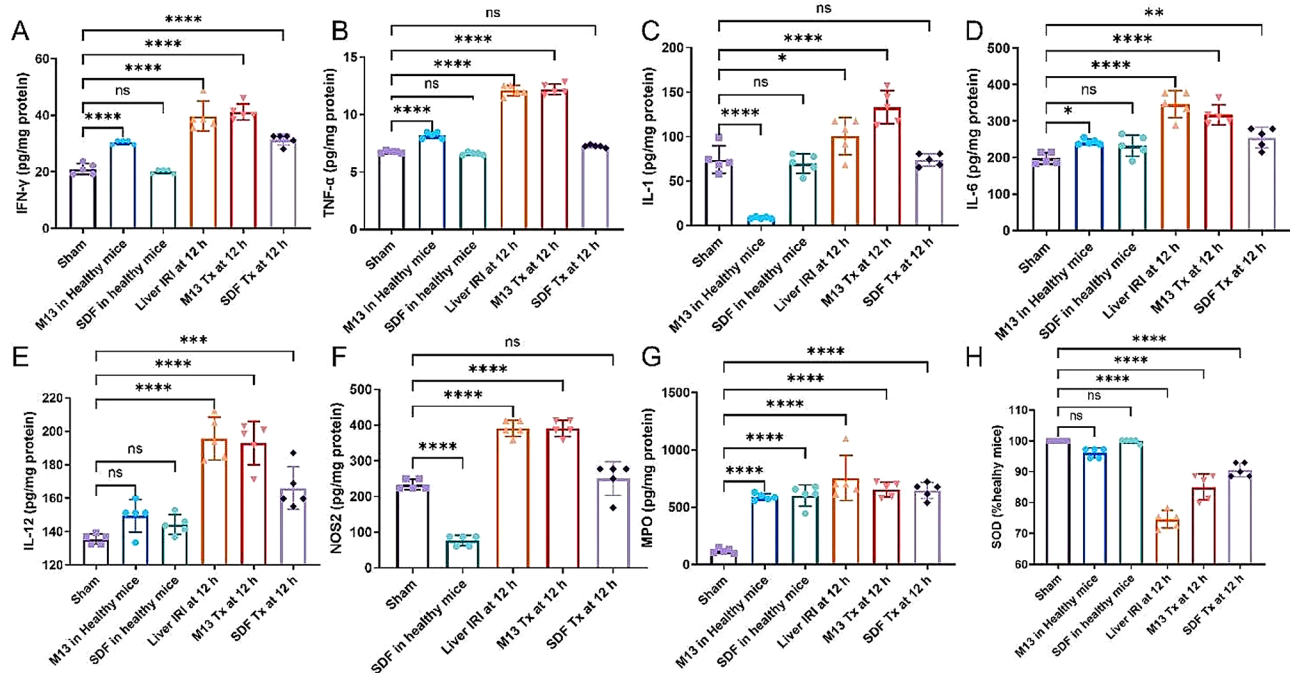 A
****
****
****
ns
****
IFN-γ (pg/mg protein)
60
40
20
0
Sham
M13 in Healthy mice
SDF in healthy mice
Liver IRI at 12 h
M13 Tx at 12 h
SDF Tx at 12 h
B
ns
****
****
ns
****
TNF-α (pg/mg protein)
15
10
5
0
Sham
M13 in Healthy mice
SDF in healthy mice
Liver IRI at 12 h
M13 Tx at 12 h
SDF Tx at 12 h
C
ns
****
*
ns
****
IL-1 (pg/mg protein)
200
150
100
50
0
Sham
M13 in Healthy mice
SDF in healthy mice
Liver IRI at 12 h
M13 Tx at 12 h
SDF Tx at 12 h
D
**
****
****
ns
*
IL-6 (pg/mg protein)
500
400
300
200
100
0
Sham
M13 in Healthy mice
SDF in healthy mice
Liver IRI at 12 h
M13 Tx at 12 h
SDF Tx at 12 h
E
***
****
****
ns
ns
IL-12 (pg/mg protein)
220
200
180
160
140
120
Sham
M13 in Healthy mice
SDF in healthy mice
Liver IRI at 12 h
M13 Tx at 12 h
SDF Tx at 12 h
F
ns
****
****
****
NOS2 (pg/mg protein)
500
400
300
200
100
0
Sham
SDF in healthy mice
Liver IRI at 12 h
M13 Tx at 12 h
SDF Tx at 12 h
G
****
****
****
****
****
MPO (pg/mg protein)
1500
1000
500
0
Sham
M13 in Healthy mice
SDF in healthy mice
Liver IRI at 12 h
M13 Tx at 12 h
SDF Tx at 12 h
H
****
****
****
ns
ns
SOD (%healthy mice)
110
100
90
80
70
60
Sham
M13 in Healthy mice
SDF in healthy mice
Liver IRI at 12 h
M13 Tx at 12 h
SDF Tx at 12 h